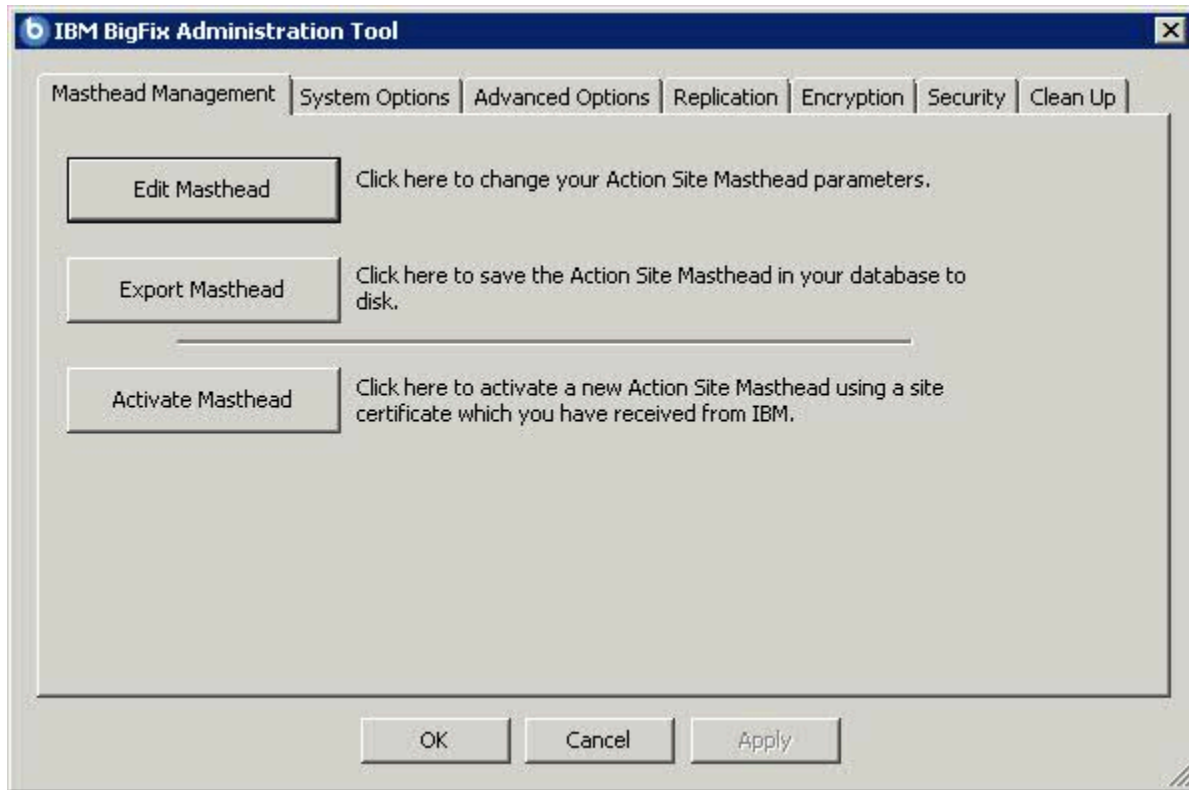 IBM BigFix Administration Tool
Masthead Management System Options Advanced Options Replication Encryption Security Clean Up
Edit Masthead
Click here to change your Action Site Masthead parameters.
Export Masthead
Click here to save the Action Site Masthead in your database to
disk.
Activate Masthead
Click here to activate a new Action Site Masthead using a site
certificate which you have received from IBM.
OK Cancel Apply